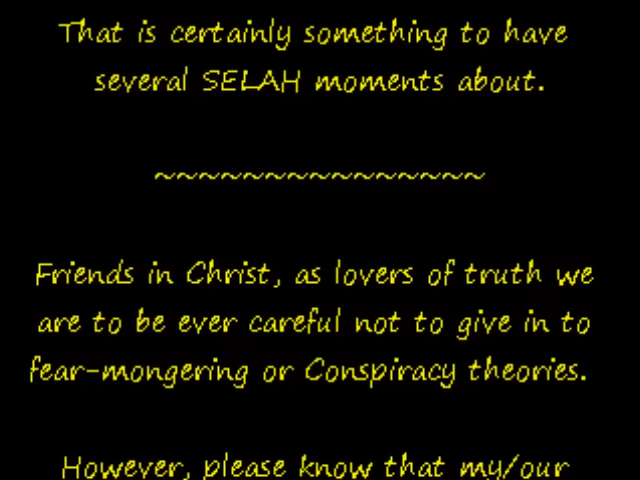 That is certainly something to have
several SELAH moments about.
~~~~~~~~~~~~~~~
Friends in Christ, as lovers of truth we
are to be ever careful not to give in to
fear-mongering or Conspiracy theories.
However, please know that my/our